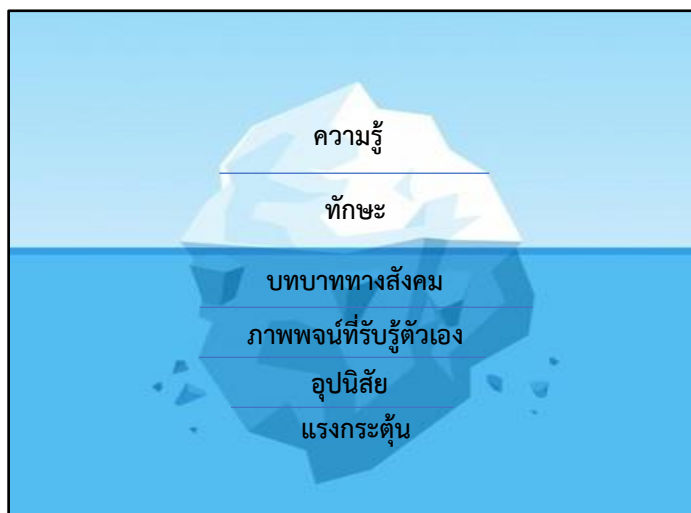 ความรู้
ทักษะ
บทบาททางสังคม
ภาพพจน์ที่รับรู้ตัวเอง
อุปนิสัย
แรงกระตุ้น